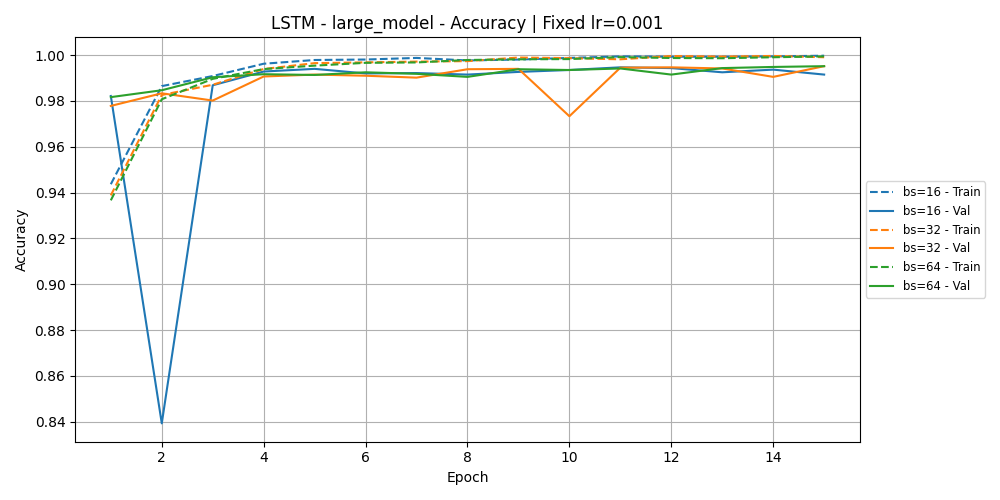 LSTM - large_model - Accuracy | Fixed lr=0.001
Accuracy
1.00
0.98
0.96
0.94
0.92
0.90
0.88
0.86
0.84
2 4 6 8 10 12 14
Epoch
bs=16 - Train
bs=16 - Val
bs=32 - Train
bs=32 - Val
bs=64 - Train
bs=64 - Val